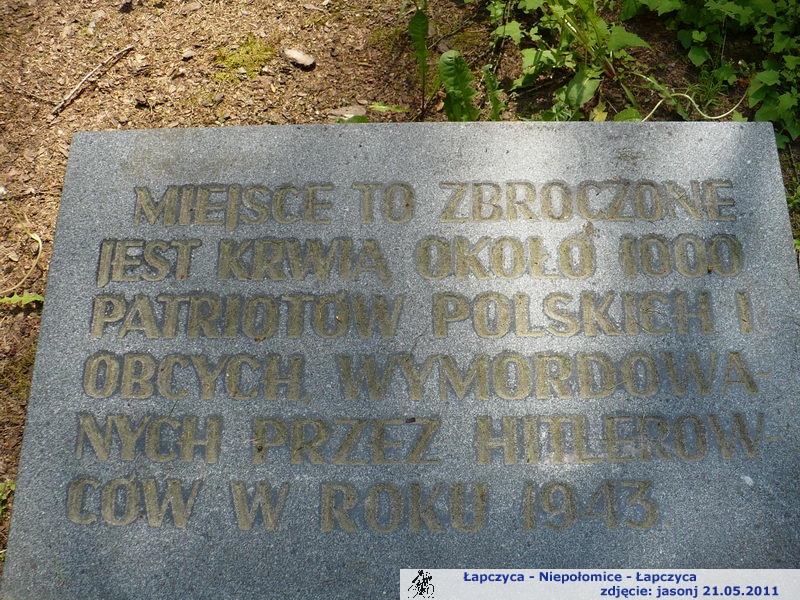 MIEJSCE TO ZBROCZONE
JEST KRWIĄ OKOŁO 1000
PATRIOTÓW POLSKICH I
OBCYCH, WYMORDOWA-
NYCH PRZEZ HITLEROW-
CÓW W ROKU 1943.
Łapczyca - Niepołomice - Łapczyca
zdjęcie: jasonj 21.05.2011